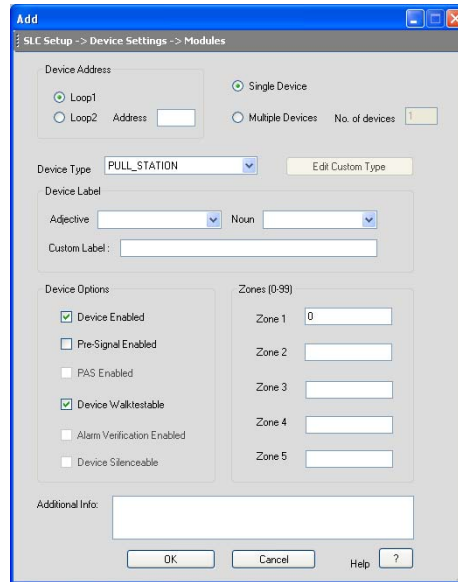 Add
SLC Setup -> Device Settings -> Modules
Device Address
Loop1
Loop2 Address
Single Device
Multiple Devices No. of devices 1
Device Type PULL_STATION Edit Custom Type
Device Label
Adjective Noun
Custom Label :
Device Options
Device Enabled
Pre-Signal Enabled
PAS Enabled
Device Walktestable
Alarm Verification Enabled
Device Silenceable
Zones (0-99)
Zone 1 0
Zone 2
Zone 3
Zone 4
Zone 5
Additional Info:
OK Cancel Help ?